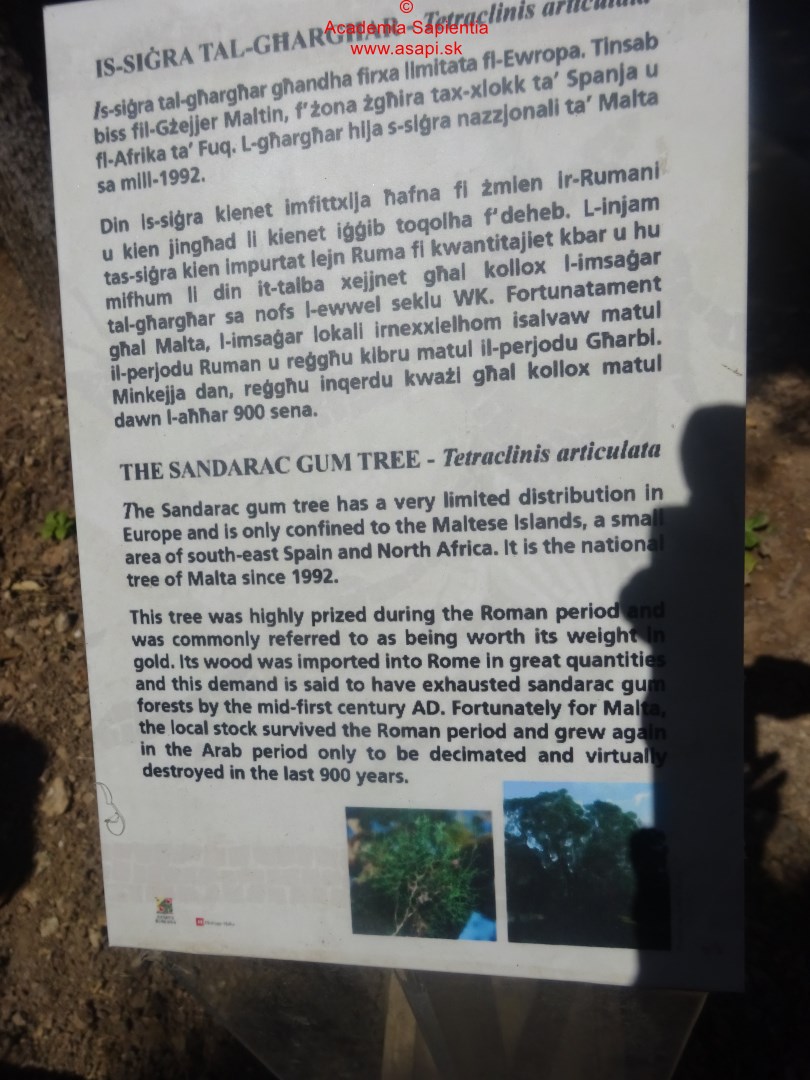 ©
Academia Sapientia
www.asapi.sk
IS-SIĠRA TAL-GĦARGĦAR - Tetraclinis articulata
Is-siġra tal-għargħar għandha firxa limitata fl-Ewropa. Tinsab
biss fil-Gżejjer Maltin, f'żona żgħira tax-xlokk ta' Spanja u
fl-Afrika ta' Fuq. L-għargħar hija s-siġra nazzjonali ta' Malta
sa mill-1992.
Din is-siġra kienet imfittxija ħafna fi żmien ir-Rumani
u kien jingħad li kienet iġġib toqolha f'deheb. L-injam
tas-siġra kien impurtat lejn Ruma fi kwantitajiet kbar u hu
mifhum li din it-talba xejjnet għal kollox l-imsaġar
tal-għargħar sa nofs l-ewwel seklu WK. Fortunatament
għal Malta, l-imsaġar lokali irnexxielhom isalvaw matul
il-perjodu Ruman u reġgħu kibru matul il-perjodu Għarbi.
Minkejja dan, reġgħu inqerdu kważi għal kollox matul
dawn l-aħħar 900 sena.
THE SANDARAC GUM TREE - Tetraclinis articulata
The Sandarac gum tree has a very limited distribution in
Europe and is only confined to the Maltese Islands, a small
area of south-east Spain and North Africa. It is the national
tree of Malta since 1992.
This tree was highly prized during the Roman period and
was commonly referred to as being worth its weight in
gold. Its wood was imported into Rome in great quantities
and this demand is said to have exhausted sandarac gum
forests by the mid-first century AD. Fortunately for Malta,
the local stock survived the Roman period and grew again
in the Arab period only to be decimated and virtually
destroyed in the last 900 years.